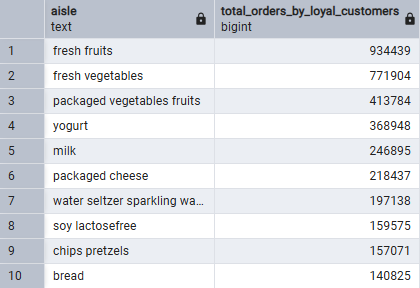 aisle total_orders_by_loyal_customers
text bigint
1 fresh fruits 934439
2 fresh vegetables 771904
3 packaged vegetables fruits 413784
4 yogurt 368948
5 milk 246895
6 packaged cheese 218437
7 water seltzer sparkling wa... 197138
8 soy lactosefree 159575
9 chips pretzels 157071
10 bread 140825